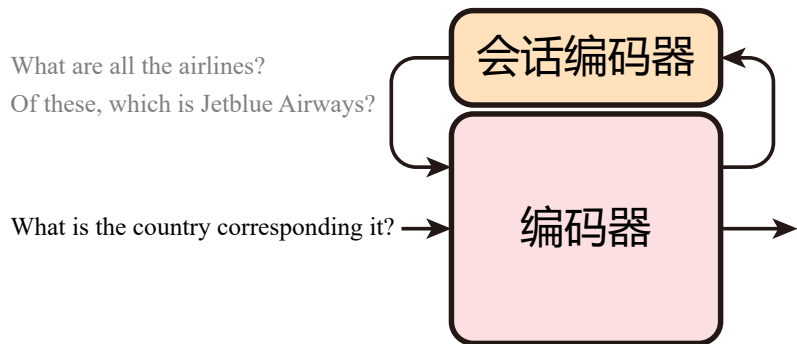 会话编码器
What are all the airlines?
Of these, which is Jetblue Airways?
What is the country corresponding it?
编码器